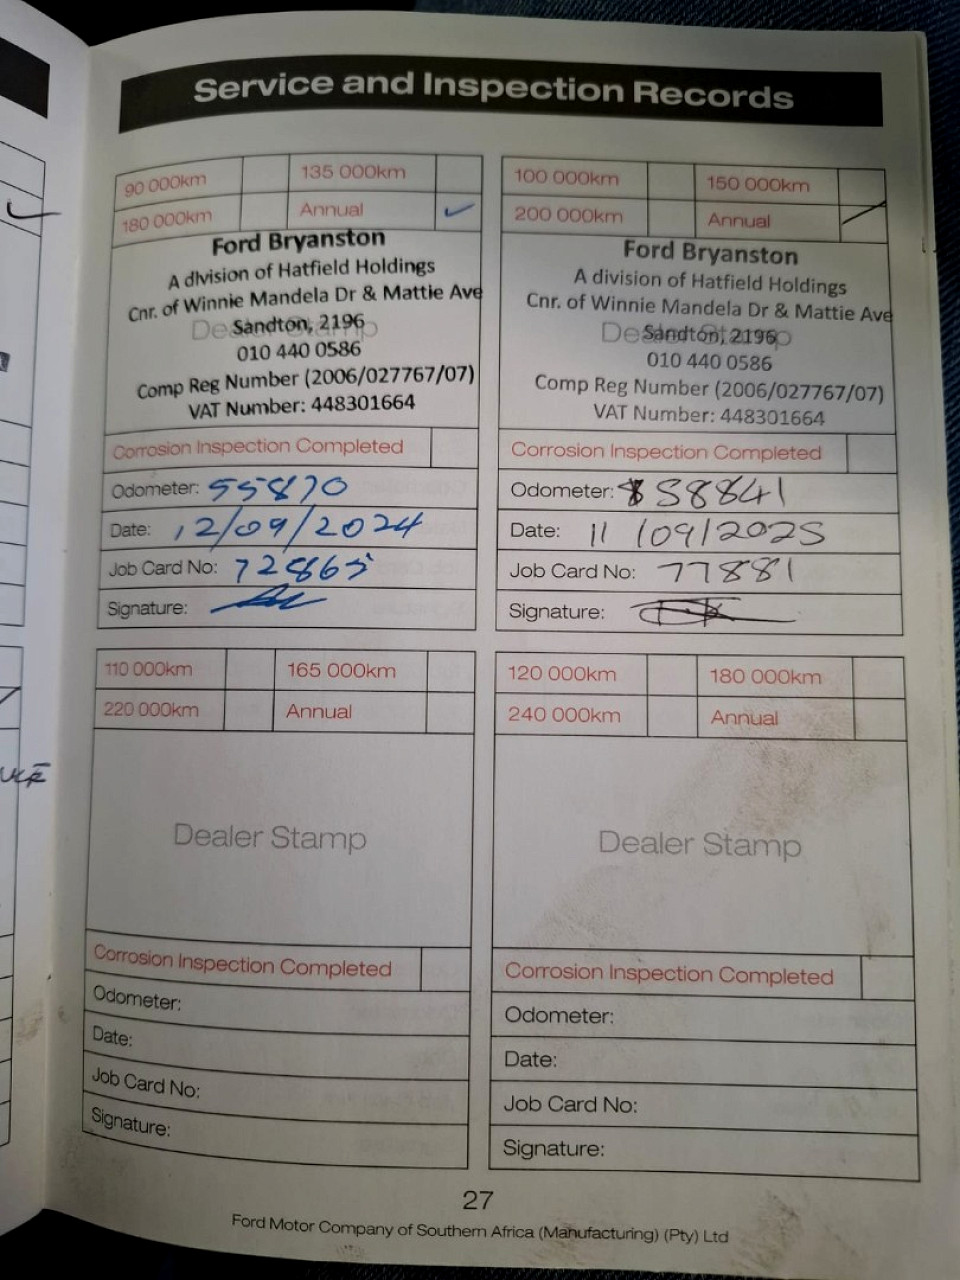 Service and Inspection Records
90 000km 135 000km
180 000km Annual ✓
Ford Bryanston
A division of Hatfield Holdings
Cnr. of Winnie Mandela Dr & Mattie Ave
Dealer Stamp
Sandton, 2196
010 440 0586
Comp Reg Number (2006/027767/07)
VAT Number: 448301664
Corrosion Inspection Completed
Odometer: 55870
Date: 12/09/2024
Job Card No: 72865
Signature:
100 000km 150 000km
200 000km Annual
Ford Bryanston
A division of Hatfield Holdings
Cnr. of Winnie Mandela Dr & Mattie Ave
Dealer Stamp
Sandton, 2196
010 440 0586
Comp Reg Number (2006/027767/07)
VAT Number: 448301664
Corrosion Inspection Completed
Odometer: 58841
Date: 11/09/2025
Job Card No: 77881
Signature:
110 000km 165 000km
220 000km Annual
Dealer Stamp
Corrosion Inspection Completed
Odometer:
Date:
Job Card No:
Signature:
120 000km 180 000km
240 000km Annual
Dealer Stamp
Corrosion Inspection Completed
Odometer:
Date:
Job Card No:
Signature:
27
Ford Motor Company of Southern Africa (Manufacturing) (Pty) Ltd